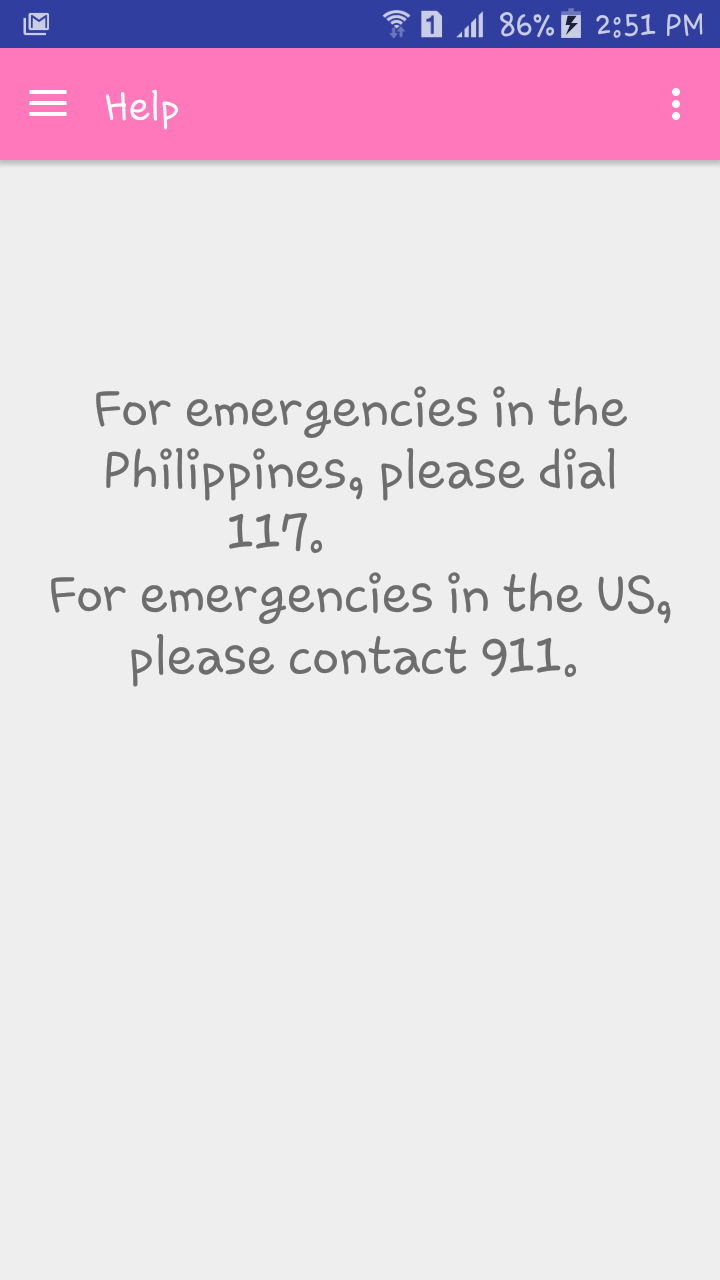 1 86% 2:51 PM
Help
For emergencies in the
Philippines, please dial
117.
For emergencies in the US,
please contact 911.